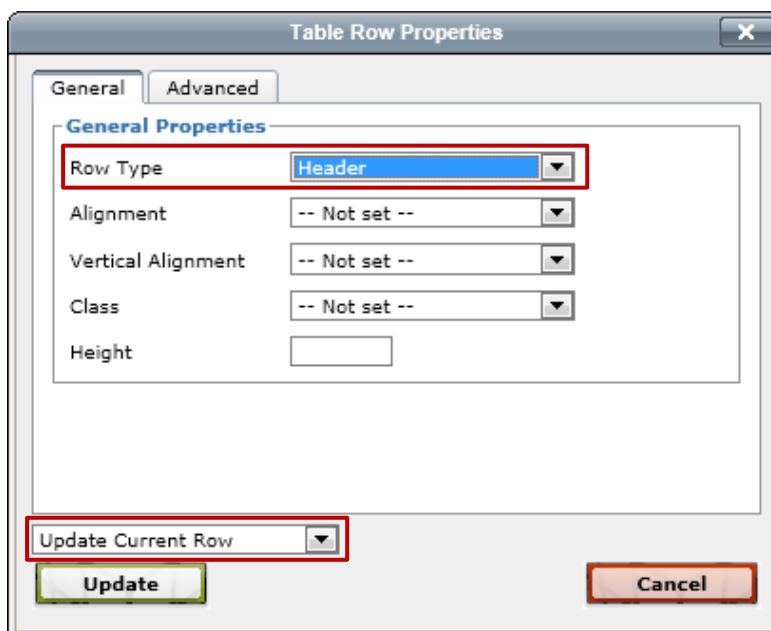 Table Row Properties
General Advanced
General Properties
Row Type Header
Alignment -- Not set --
Vertical Alignment -- Not set --
Class -- Not set --
Height
Update Current Row
Update Cancel